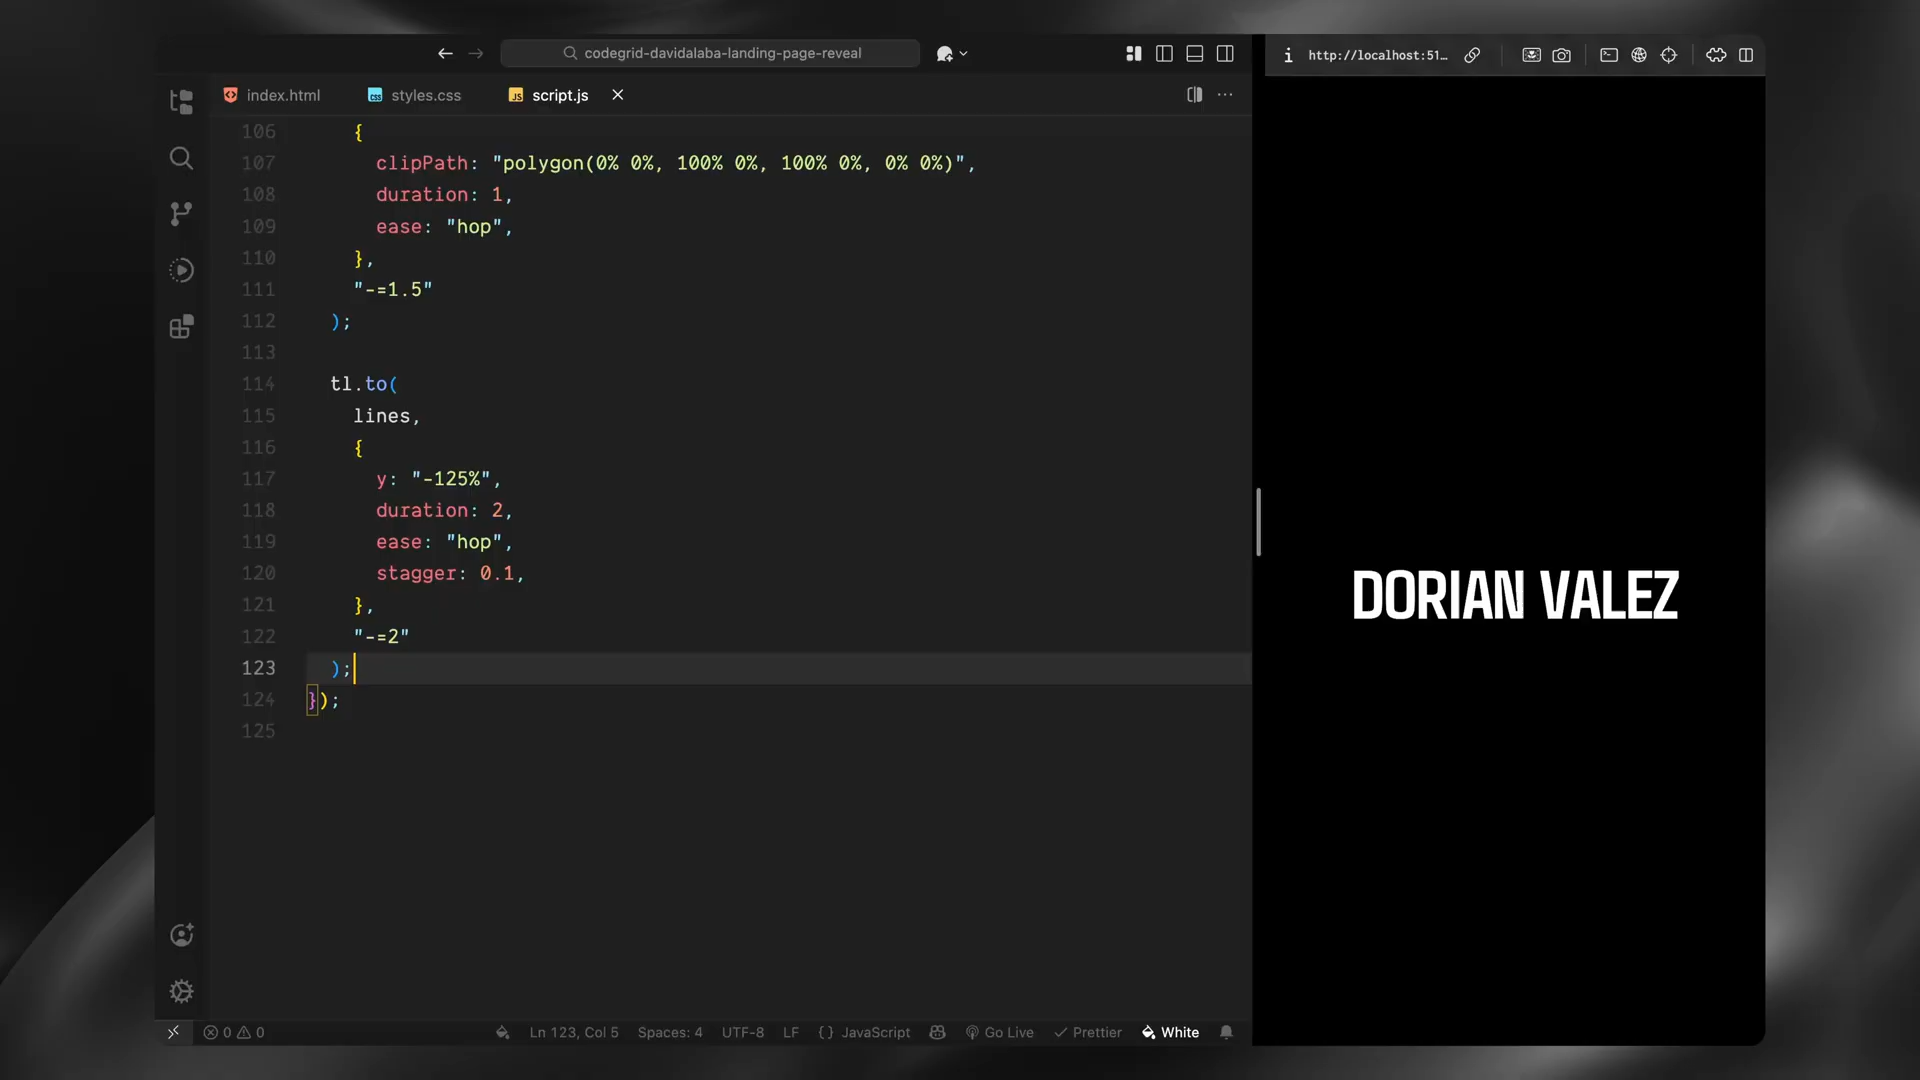 codegrid-davidalaba-landing-page-reveal
http://localhost:51…
index.html
styles.css
script.js
106 {
107 clipPath: "polygon(0% 0%, 100% 0%, 100% 0%, 0% 0%)",
108 duration: 1,
109 ease: "hop",
110 },
111 "-=1.5"
112 );
113
114 tl.to(
115 lines,
116 {
117 y: "-125%",
118 duration: 2,
119 ease: "hop",
120 stagger: 0.1,
121 },
122 "-=2"
123 );
124 });
125
DORIAN VALEZ
0 0
Ln 123, Col 5
Spaces: 4
UTF-8
LF
{} JavaScript
Go Live
Prettier
White